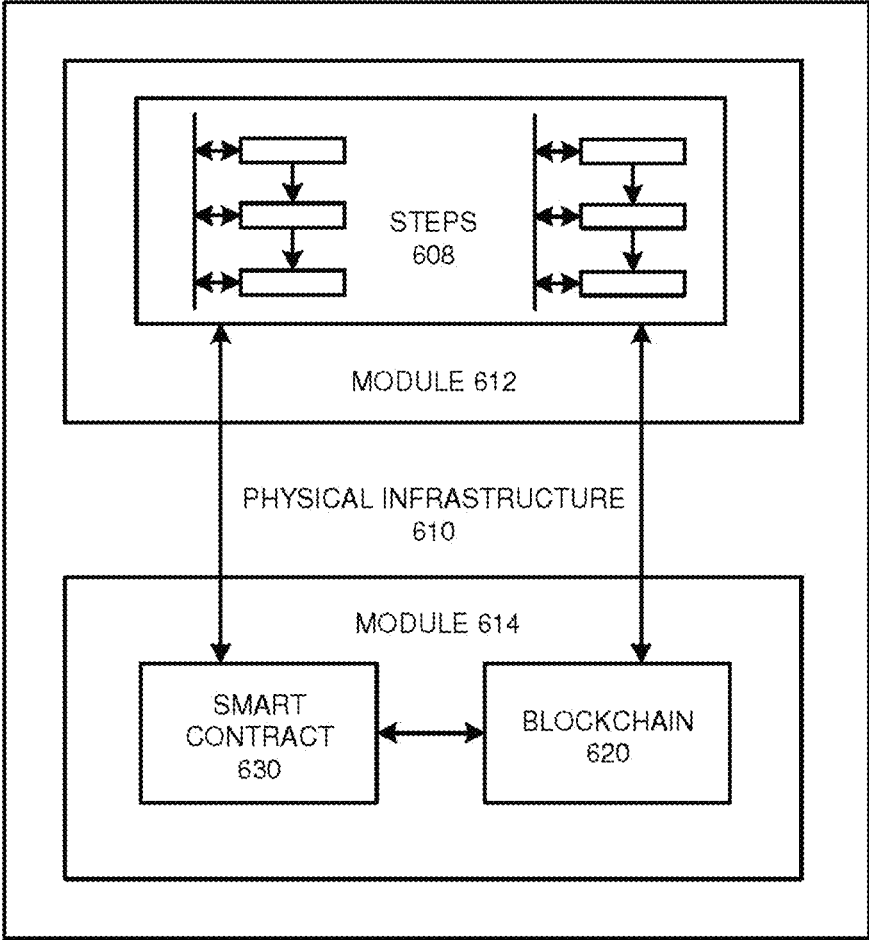 STEPS
608
MODULE 612
PHYSICAL INFRASTRUCTURE
610
MODULE 614
SMART
CONTRACT
630
BLOCKCHAIN
620